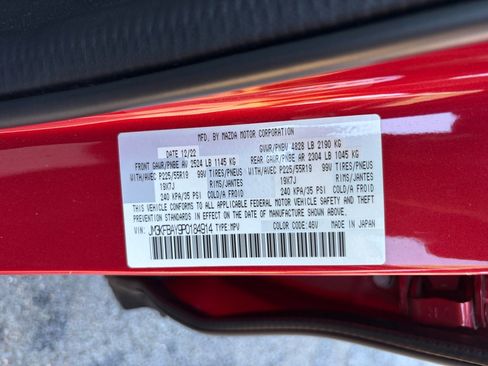 MFD. BY MAZDA MOTOR CORPORATION
DATE 12/22 GVWR/PNBV 4828 LB 2190 KG
FRONT GAWR/PNBE AV 2524 LB 1145 KG REAR GAWR/PNBE AR 2304 LB 1045 KG
WITH/AVEC P225/55R19 99V TIRES/PNEUS WITH/AVEC P225/55R19 99V TIRES/PNEUS
19X7J RIMS/JANTES 19X7J RIMS/JANTES
240 KPA/35 PSI COLD/A FROID 240 KPA/35 PSI COLD/A FROID
THIS VEHICLE CONFORMS TO ALL APPLICABLE FEDERAL MOTOR VEHICLE SAFETY, BUMPER, AND THEFT
PREVENTION STANDARDS IN EFFECT ON THE DATE OF MANUFACTURE SHOWN ABOVE.
MADE IN JAPAN
JM3KFBAY9P0184914 TYPE:MPV COLOR CODE:46V